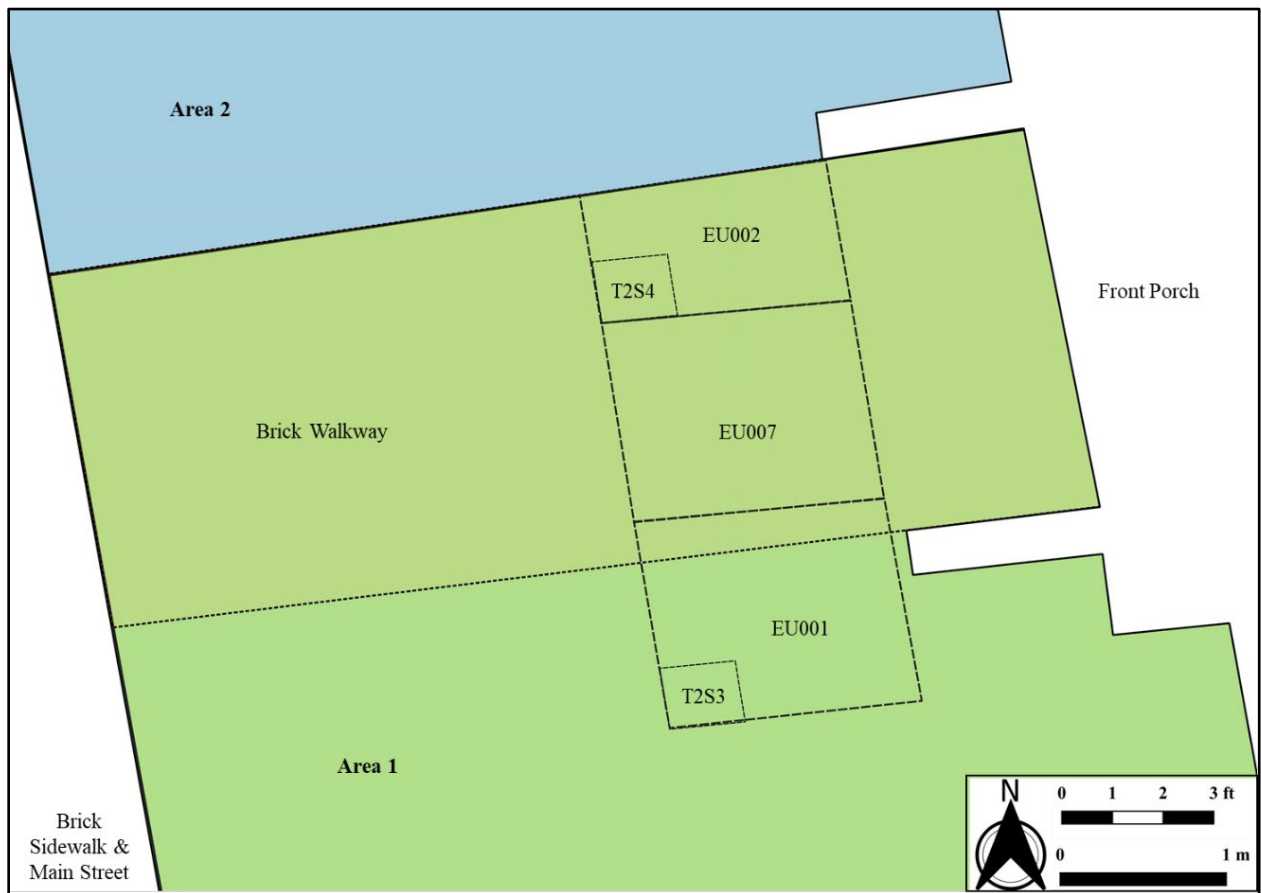 Area 2
EU002
T2S4
Front Porch
Brick Walkway
EU007
EU001
T2S3
Area 1
Brick
Sidewalk &
Main Street
N
0 1 2 3 ft
0 1 m